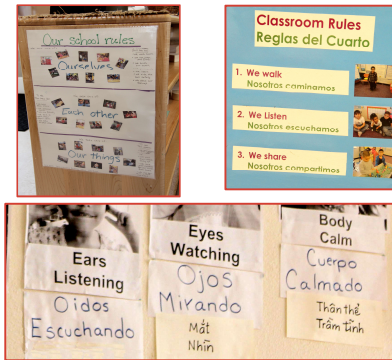 Our school rules
Ourselves
Each other
Our things
Classroom Rules
Reglas del Cuarto
1. We walk
Nosotros caminamos
2. We Listen
Nosotros escuchamos
3. We share
Nosotros compartimos
Ears
Listening
Oidos
Escuchando
Eyes
Watching
Ojos
Mirando
Mắt
Nhìn
Body
Calm
Cuerpo
Calmado
Thân thể
Trầm tĩnh